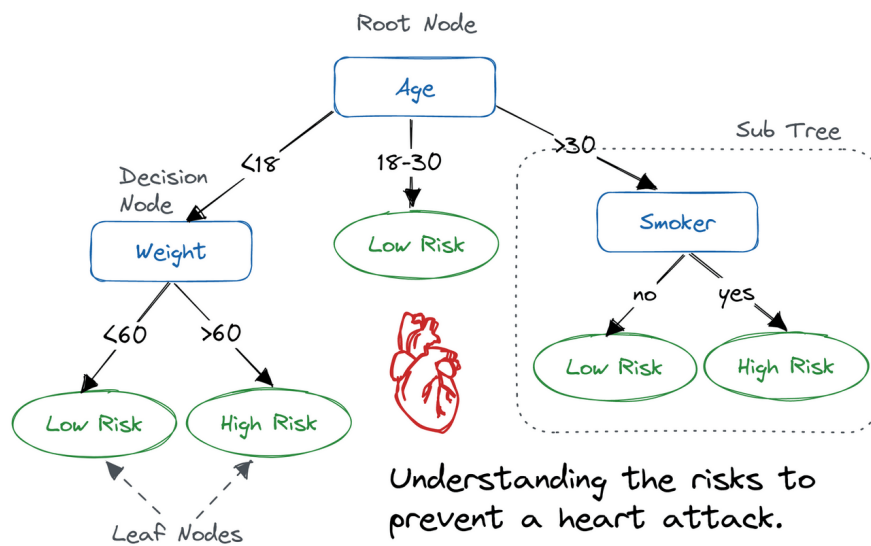 Root Node
Age
Sub Tree
<18
18-30
>30
Decision
Node
Weight
Low Risk
Smoker
<60
>60
no
yes
Low Risk
High Risk
Low Risk
High Risk
Leaf Nodes
Understanding the risks to
prevent a heart attack.